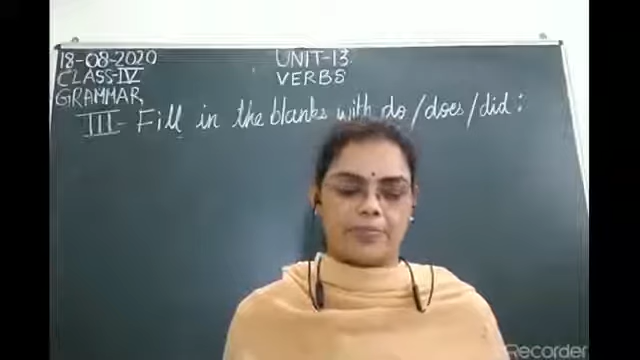 18-08-2020
CLASS-IV
GRAMMAR
UNIT-13
VERBS
III- Fill in the blanks with do/does/did:
Recorder